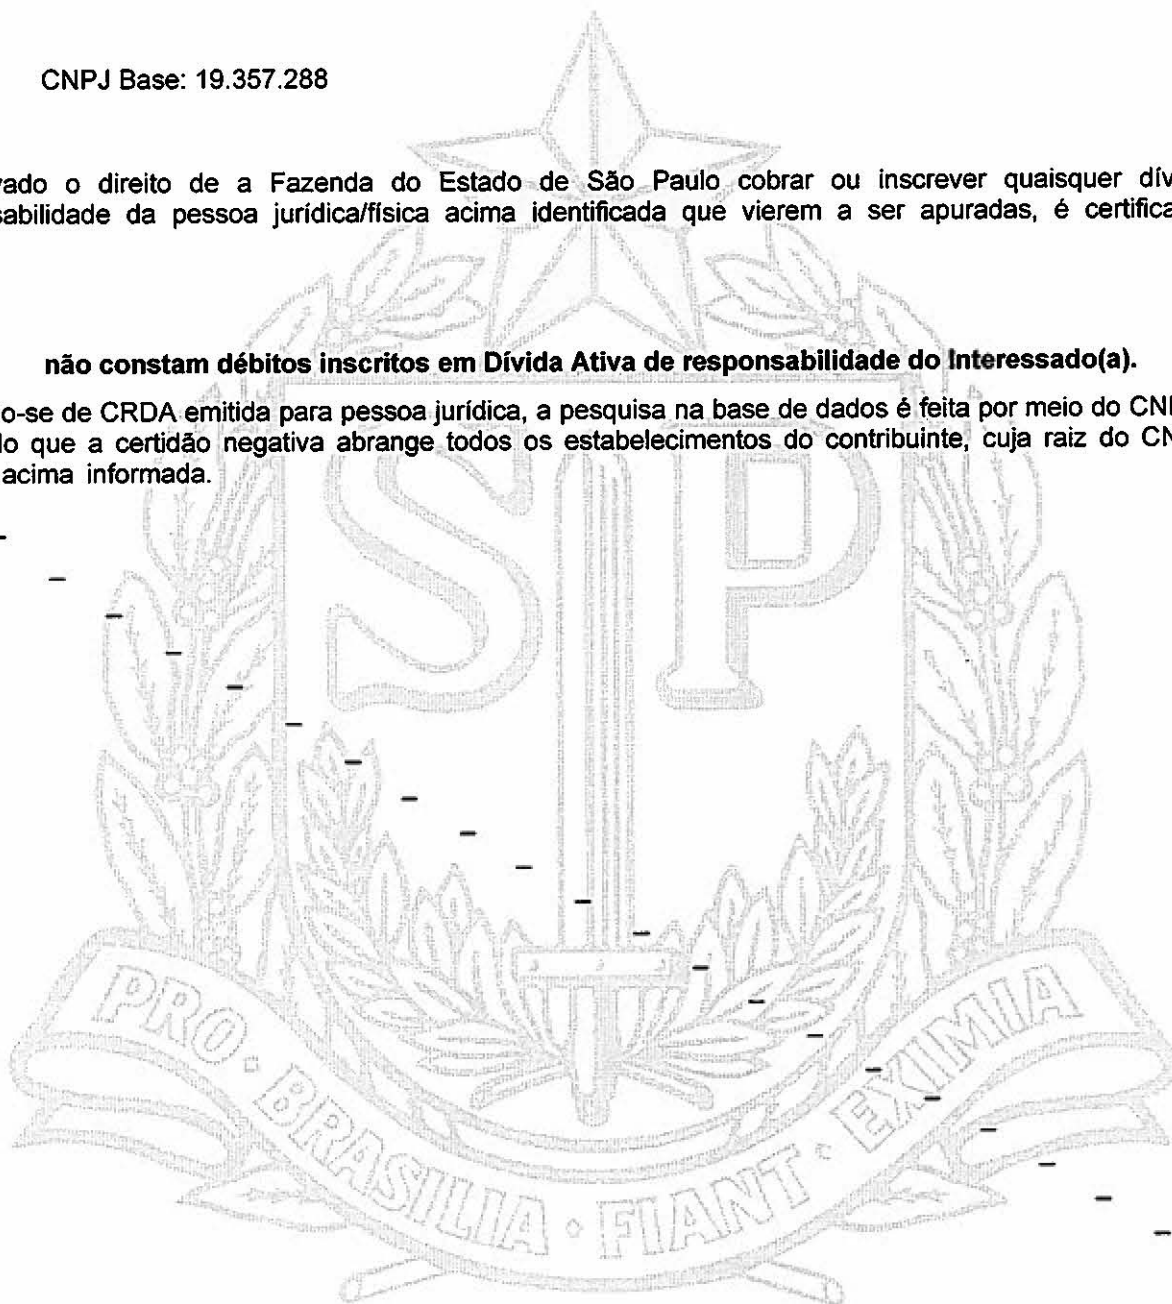 CNPJ Base: 19.357.288
vado o direito de a Fazenda do Estado de São Paulo cobrar ou inscrever quaisquer dív
sabilidade da pessoa jurídica/física acima identificada que vierem a ser apuradas, é certifica
não constam débitos inscritos em Dívida Ativa de responsabilidade do Interessado(a).
o-se de CRDA emitida para pessoa jurídica, a pesquisa na base de dados é feita por meio do CNP
do que a certidão negativa abrange todos os estabelecimentos do contribuinte, cuja raiz do CN
acima informada.
SP
PRO • BRASILIA • FIANT • EXIMIA